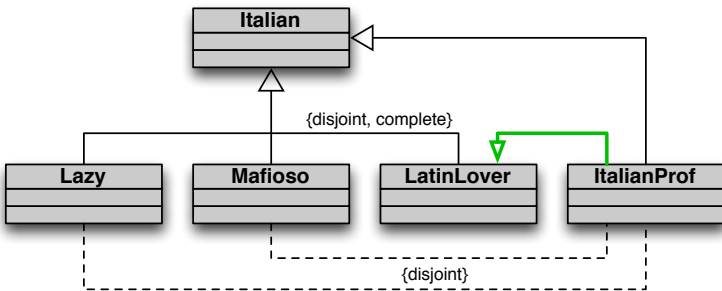 Italian
{disjoint, complete}
Lazy
Mafioso
LatinLover
ItalianProf
{disjoint}